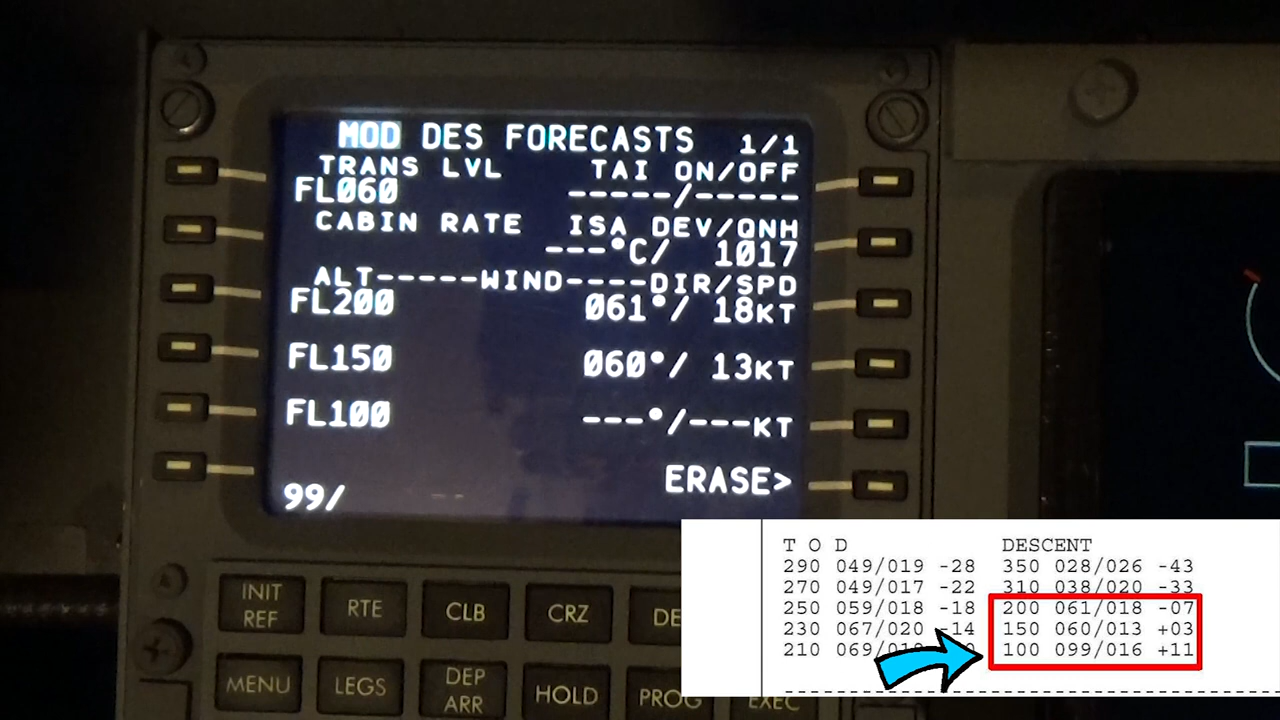 MOD DES FORECASTS 1/1
TRANS LVL TAI ON/OFF
FL060 -----/-----
CABIN RATE ISA DEV/QNH
---°C/ 1017
ALT-----WIND----DIR/SPD
FL200 061°/ 18KT
FL150 060°/ 13KT
FL100 ---°/---KT
ERASE>
99/
INIT REF
RTE
CLB
CRZ
MENU
LEGS
DEP ARR
HOLD
PROG
EXEC
T O D DESCENT
290 049/019 -28 350 028/026 -43
270 049/017 -22 310 038/020 -33
250 059/018 -18 200 061/018 -07
230 067/020 -14 150 060/013 +03
210 100 099/016 +11